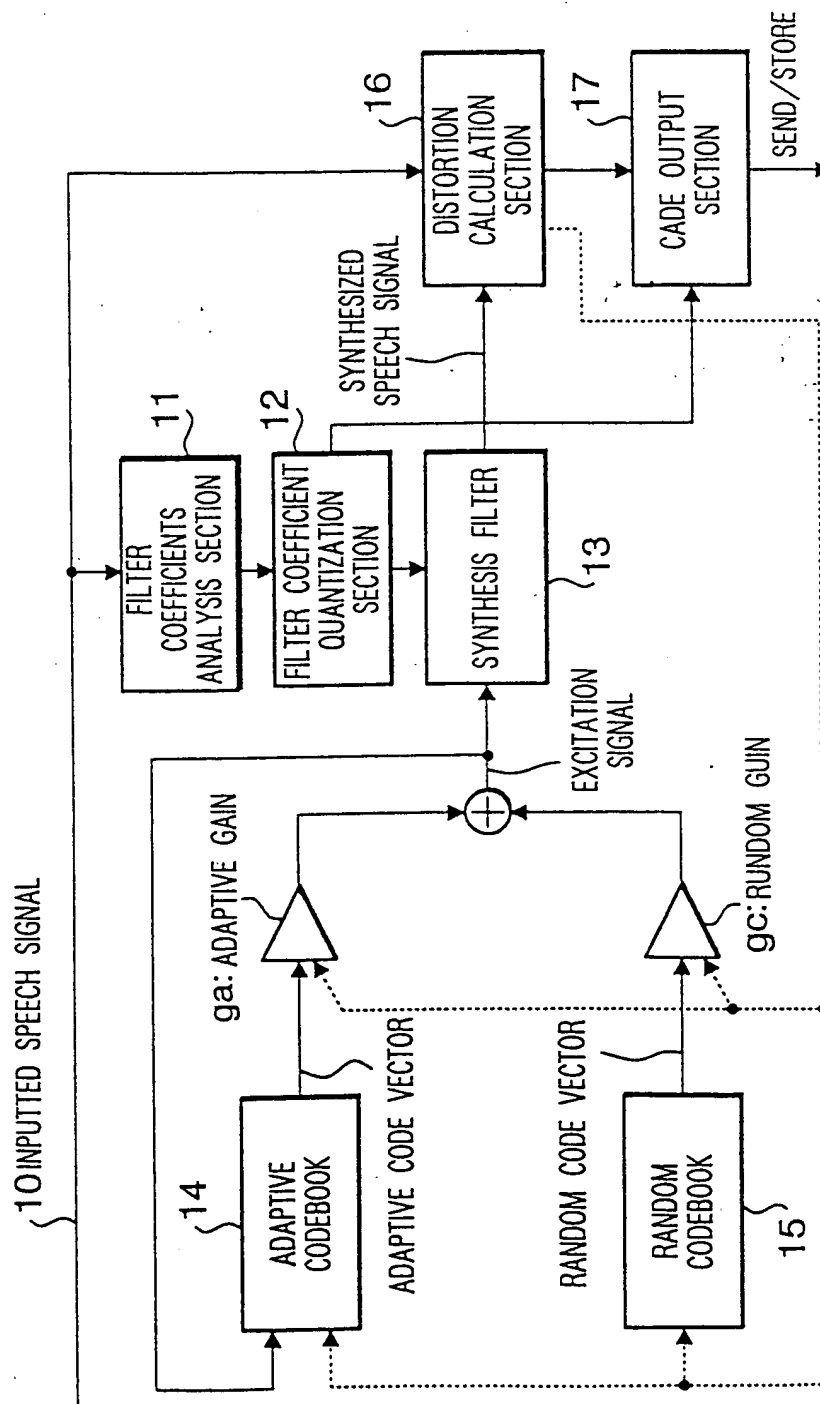 10 INPUTTED SPEECH SIGNAL
11
FILTER
COEFFICIENTS
ANALYSIS SECTION
12
FILTER COEFFICIENT
QUANTIZATION
SECTION
SYNTHESIS FILTER
13
SYNTHESIZED
SPEECH SIGNAL
16
DISTORTION
CALCULATION
SECTION
17
CADE OUTPUT
SECTION
SEND/STORE
14
ADAPTIVE
CODEBOOK
ADAPTIVE CODE VECTOR
ga: ADAPTIVE GAIN
EXCITATION
SIGNAL
RANDOM CODE VECTOR
gc: RUNDOM GUIN
RANDOM
CODEBOOK
15